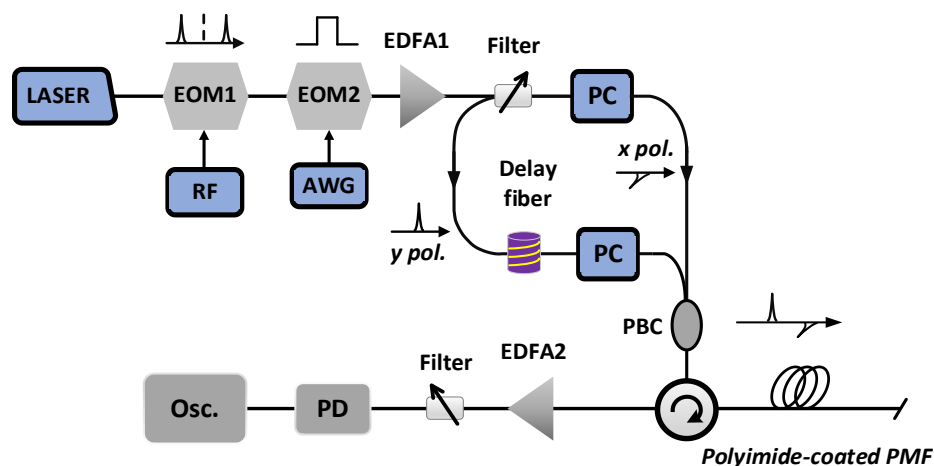 EDFA1
Filter
LASER
EOM1
EOM2
PC
x pol.
RF
AWG
Delay
fiber
y pol.
PC
PBC
EDFA2
Filter
Osc.
PD
Polyimide-coated PMF